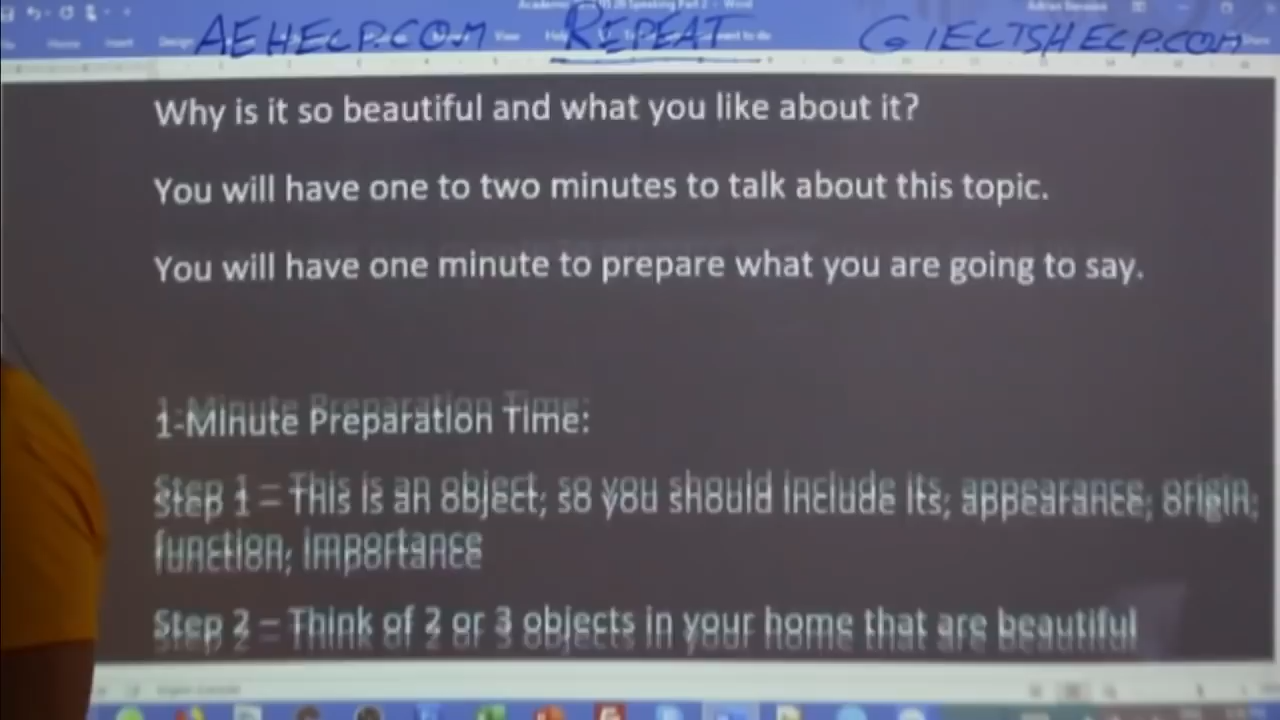 AEHELP.COM REPEAT GIELTSHELP.COM
Why is it so beautiful and what you like about it?
You will have one to two minutes to talk about this topic.
You will have one minute to prepare what you are going to say.
1-Minute Preparation Time:
Step 1 – This is an object, so you should include its, appearance, origin,
function, importance
Step 2 – Think of 2 or 3 objects in your home that are beautiful